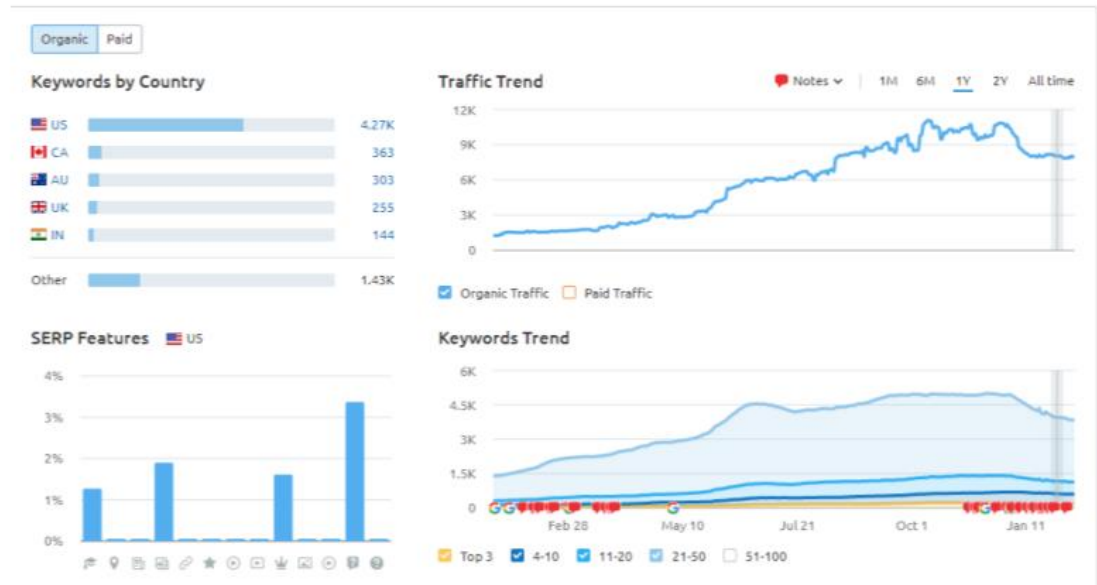 Organic Paid
Keywords by Country
US 4.27K
CA 363
AU 303
UK 255
IN 144
Other 1.43K
Traffic Trend
Notes 1M 6M 1Y 2Y All time
12K
9K
6K
3K
0
Organic Traffic Paid Traffic
SERP Features US
4%
3%
2%
1%
0%
Keywords Trend
6K
4.5K
3K
1.5K
0
Feb 28 May 10 Jul 21 Oct 1 Jan 11
Top 3 4-10 11-20 21-50 51-100